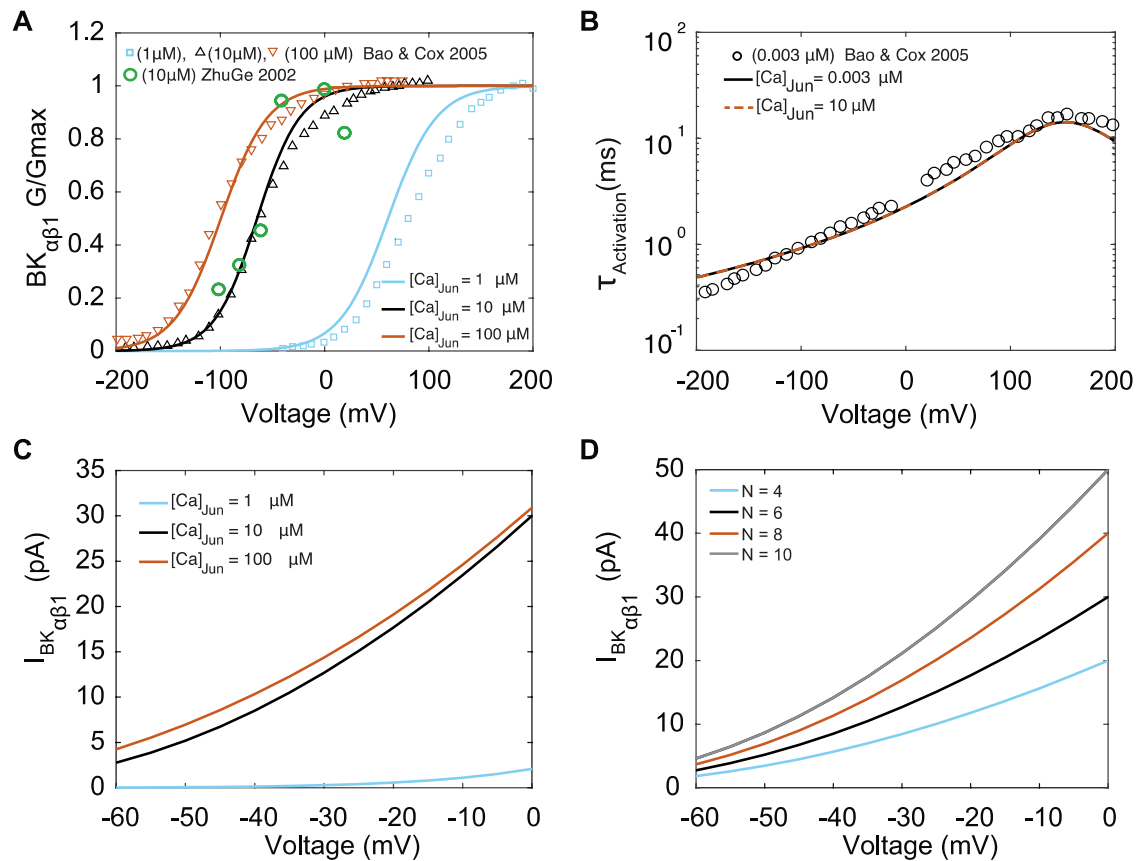 A
BK αβ1 G/Gmax
1.2
1
0.8
0.6
0.4
0.2
0
(1μM), (10μM), (100 μM) Bao & Cox 2005
(10μM) ZhuGe 2002
[Ca]Jun = 1 μM
[Ca]Jun = 10 μM
[Ca]Jun = 100 μM
-200 -100 0 100 200
Voltage (mV)
B
τActivation(ms)
10^2
10^1
10^0
10^-1
(0.003 μM) Bao & Cox 2005
[Ca]Jun = 0.003 μM
[Ca]Jun = 10 μM
-200 -100 0 100 200
Voltage (mV)
C
IBKαβ1 (pA)
35
30
25
20
15
10
5
0
[Ca]Jun = 1 μM
[Ca]Jun = 10 μM
[Ca]Jun = 100 μM
-60 -50 -40 -30 -20 -10 0
Voltage (mV)
D
IBKαβ1 (pA)
50
40
30
20
10
0
N = 4
N = 6
N = 8
N = 10
-60 -50 -40 -30 -20 -10 0
Voltage (mV)